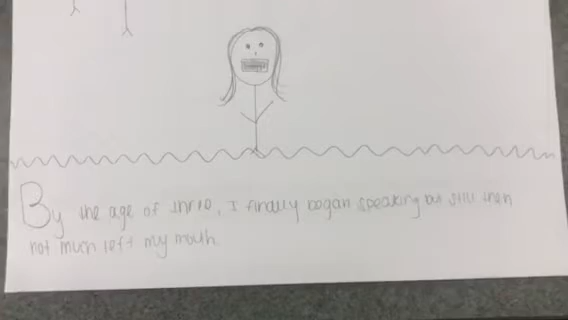 By the age of three, I finally began speaking but still then
not much left my mouth.